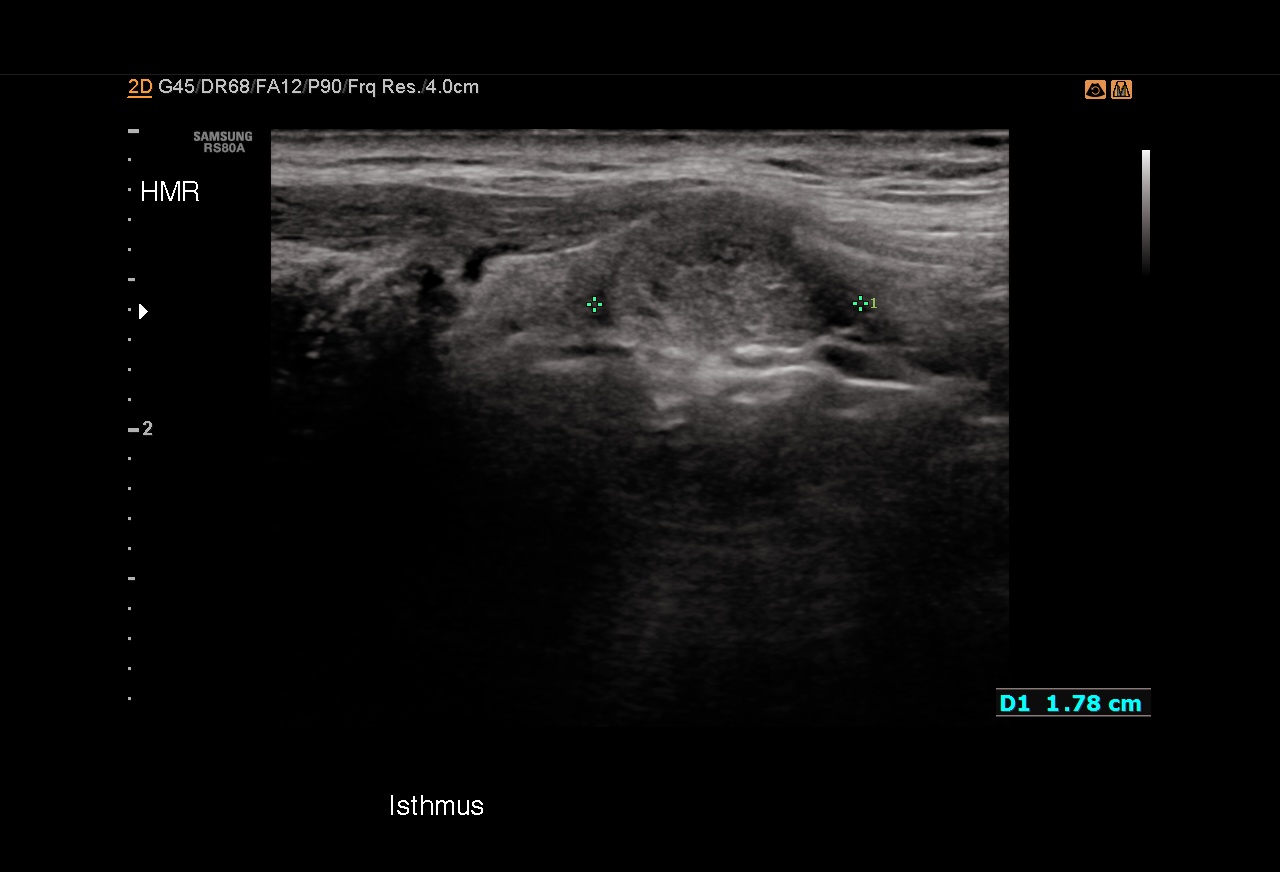 2D G45/DR68/FA12/P90/Frq Res./4.0cm
SAMSUNG
RS80A
HMR
1
2
D1 1.78 cm
Isthmus